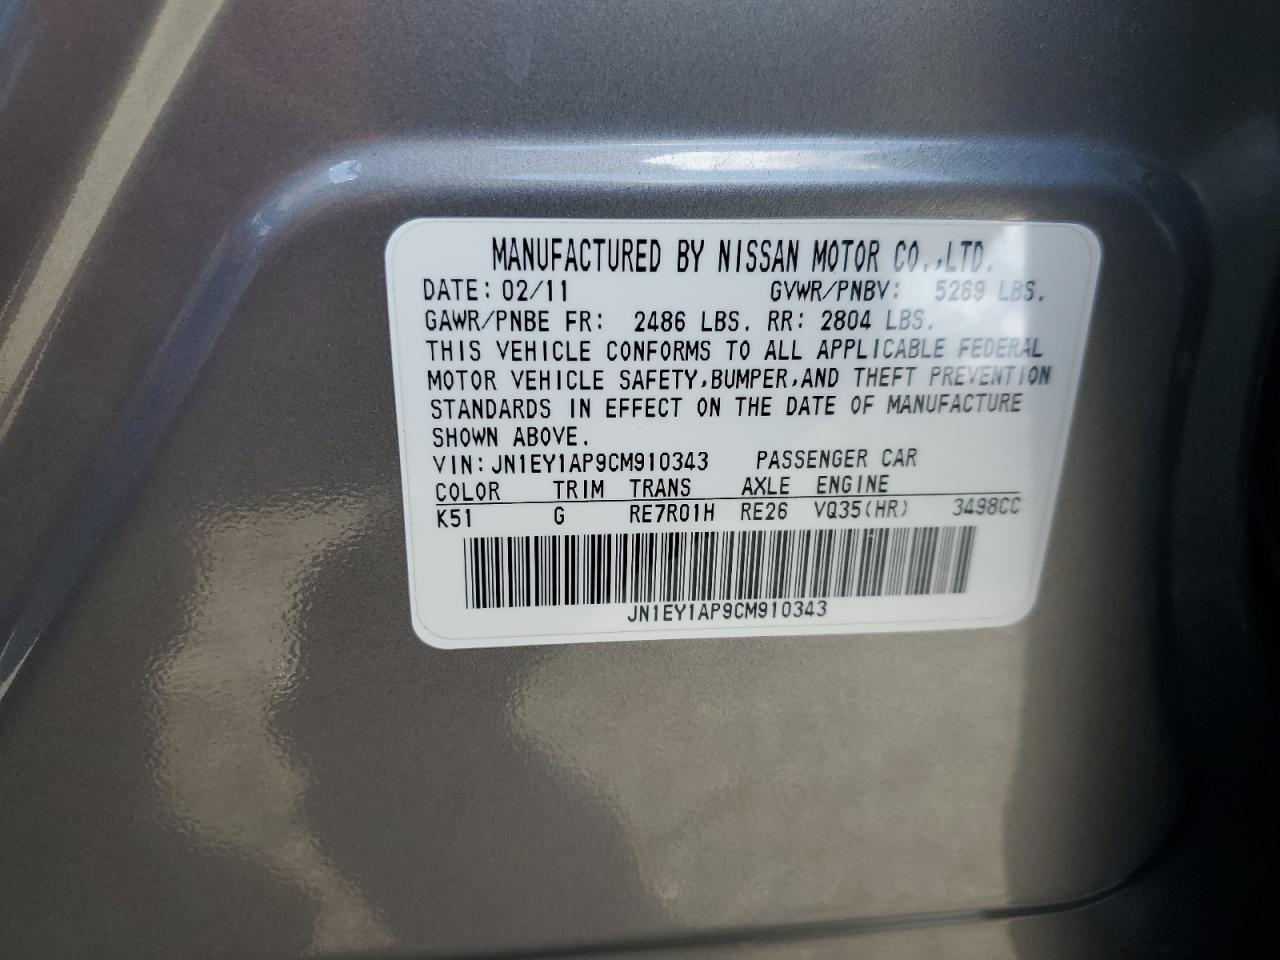 MANUFACTURED BY NISSAN MOTOR CO.,LTD.
DATE: 02/11 GVWR/PNBV: 5269 LBS.
GAWR/PNBE FR: 2486 LBS. RR: 2804 LBS.
THIS VEHICLE CONFORMS TO ALL APPLICABLE FEDERAL
MOTOR VEHICLE SAFETY,BUMPER,AND THEFT PREVENTION
STANDARDS IN EFFECT ON THE DATE OF MANUFACTURE
SHOWN ABOVE.
VIN:JN1EY1AP9CM910343 PASSENGER CAR
COLOR TRIM TRANS AXLE ENGINE
K51 G RE7R01H RE26 VQ35(HR) 3498CC
JN1EY1AP9CM910343